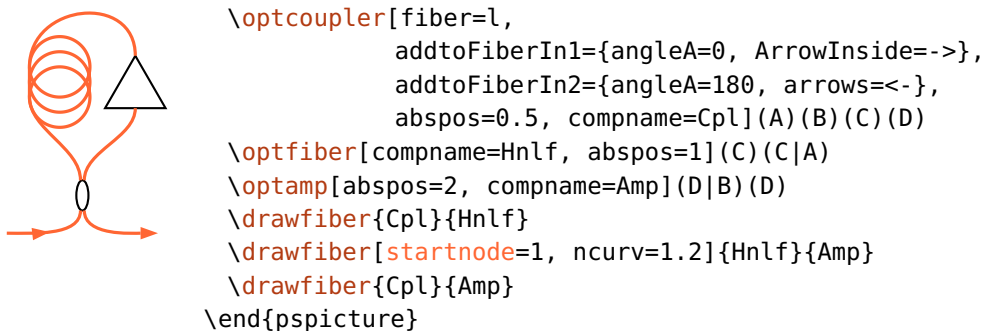 \optcoupler[fiber=l,
addtoFiberIn1={angleA=0, ArrowInside=->},
addtoFiberIn2={angleA=180, arrows=<-},
abspos=0.5, compname=Cpl](A)(B)(C)(D)
\optfiber[compname=Hnlf, abspos=1](C)(C|A)
\optamp[abspos=2, compname=Amp](D|B)(D)
\drawfiber{Cpl}{Hnlf}
\drawfiber[startnode=1, ncurv=1.2]{Hnlf}{Amp}
\drawfiber{Cpl}{Amp}
\end{pspicture}